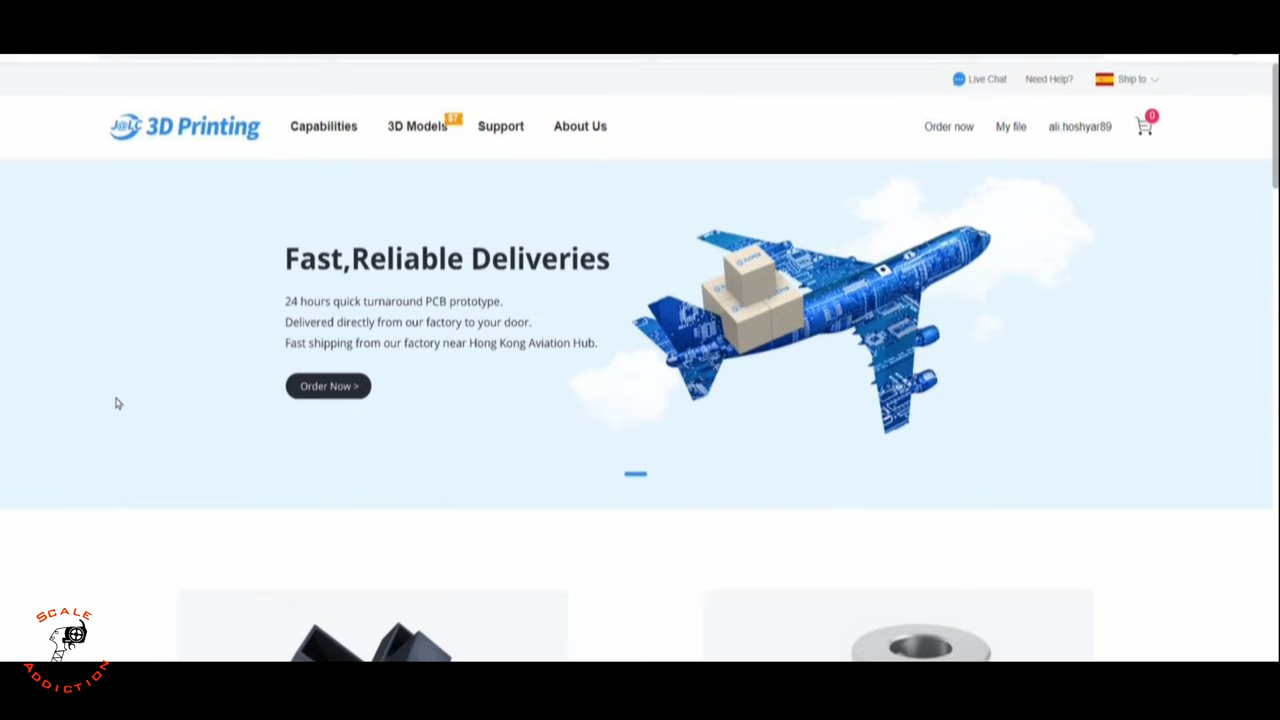 Live Chat
Need Help?
Ship to
J@LC 3D Printing
Capabilities
3D Models
$7
Support
About Us
Order now
My file
ali.hoshyar89
0
Fast,Reliable Deliveries
24 hours quick turnaround PCB prototype.
Delivered directly from our factory to your door.
Fast shipping from our factory near Hong Kong Aviation Hub.
Order Now >
SCALE
ADDICTION